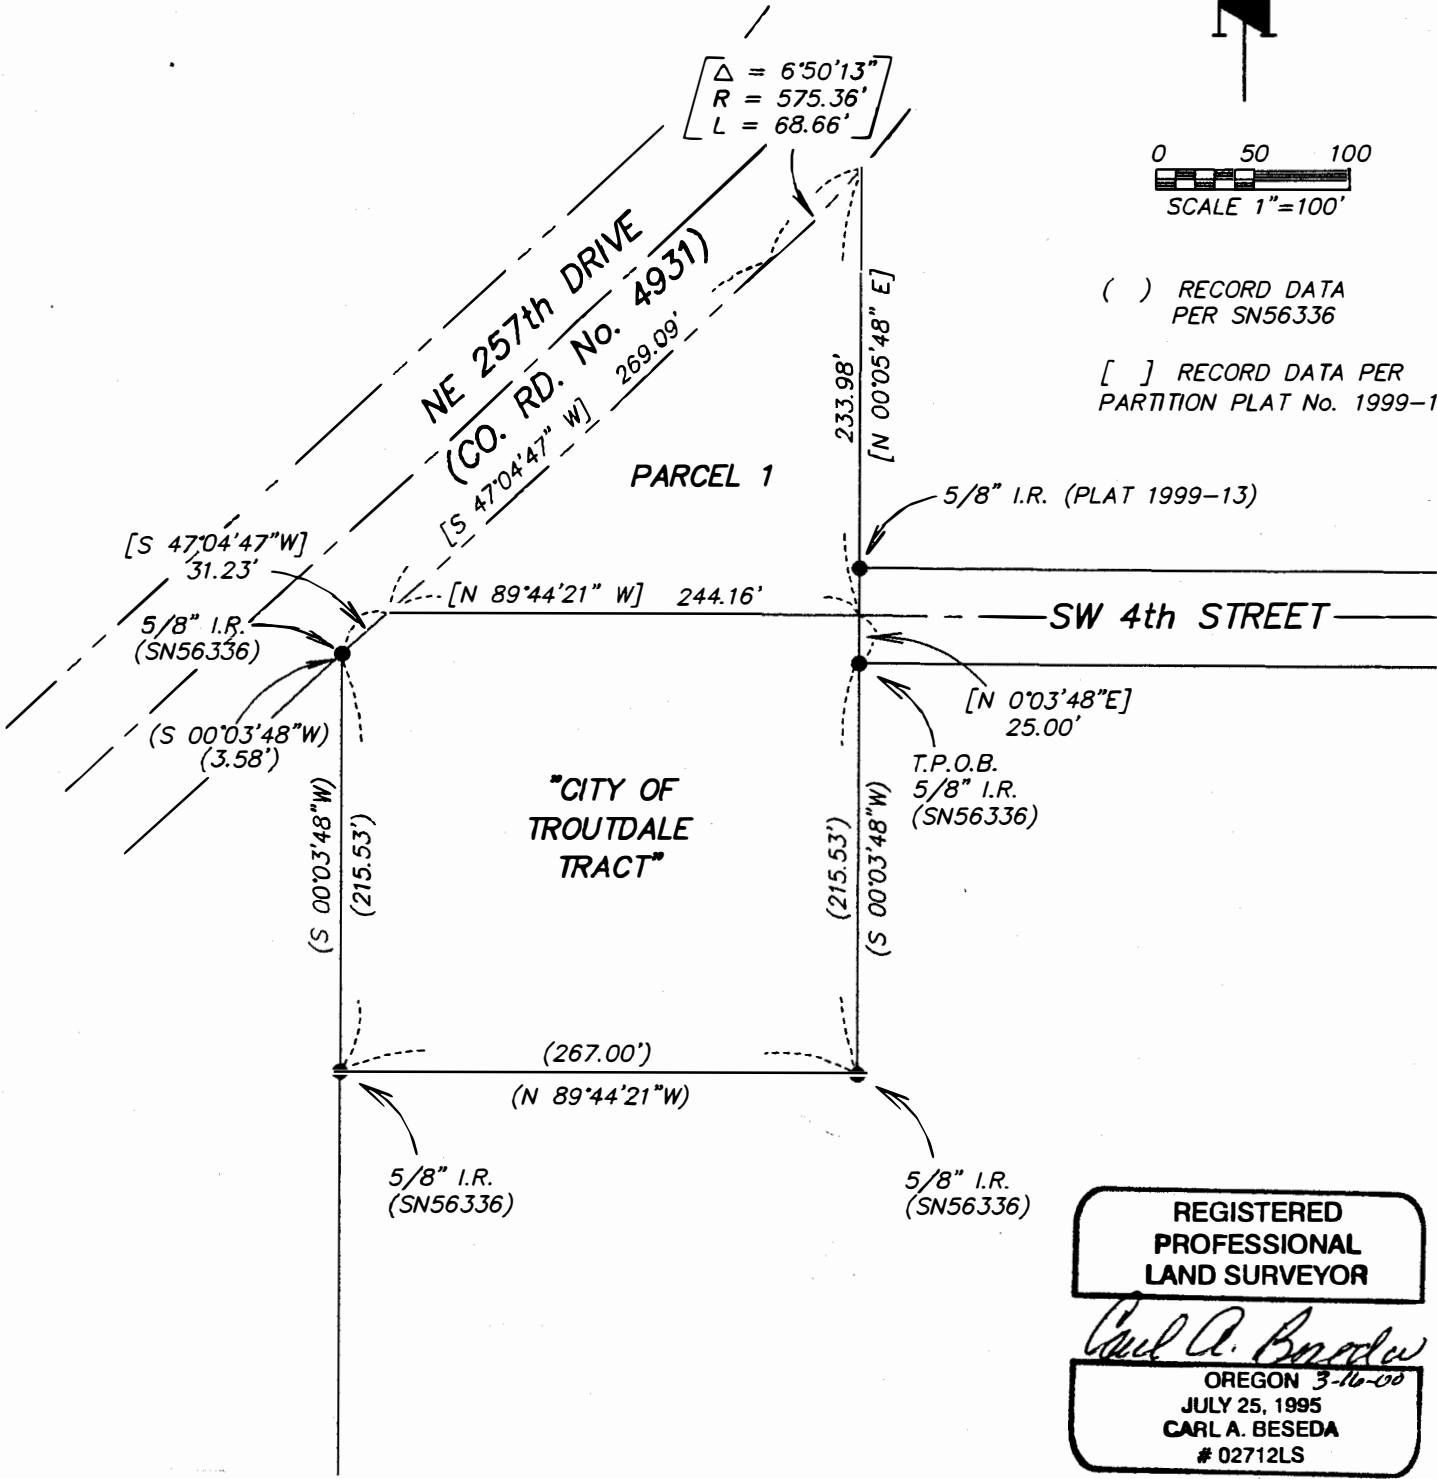 Δ = 6°50'13"
R = 575.36'
L = 68.66'
0 50 100
SCALE 1"=100'
( ) RECORD DATA
PER SN56336
[ ] RECORD DATA PER
PARTITION PLAT No. 1999-1
NE 257th DRIVE
(CO. RD. No. 4931)
[S 47°04'47" W] 269.09'
233.98'
[N 00°05'48" E]
PARCEL 1
5/8" I.R. (PLAT 1999-13)
[S 47°04'47"W]
31.23'
[N 89°44'21" W] 244.16'
SW 4th STREET
5/8" I.R.
(SN56336)
(S 00°03'48"W)
(3.58')
[N 0°03'48"E]
25.00'
T.P.O.B.
5/8" I.R.
(SN56336)
"CITY OF
TROUTDALE
TRACT"
(S 00°03'48"W)
(215.53')
(215.53')
(S 00°03'48"W)
(267.00')
(N 89°44'21"W)
5/8" I.R.
(SN56336)
5/8" I.R.
(SN56336)
REGISTERED
PROFESSIONAL
LAND SURVEYOR
Carl A. Beseda
OREGON 3-16-00
JULY 25, 1995
CARL A. BESEDA
# 02712LS